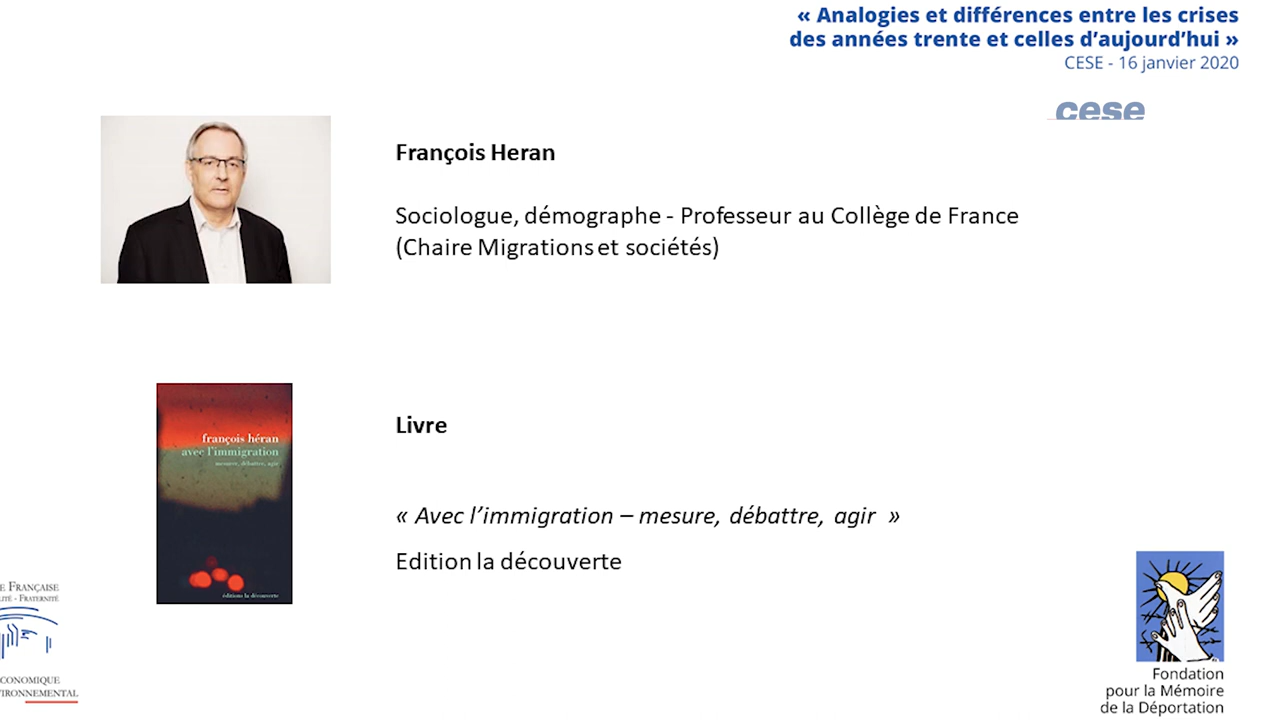 « Analogies et différences entre les crises
des années trente et celles d’aujourd’hui »
CESE - 16 janvier 2020
cese
François Heran
Sociologue, démographe - Professeur au Collège de France
(Chaire Migrations et sociétés)
françois héran
avec l’immigration
mesurer, débattre, agir
éditions la découverte
Livre
« Avec l’immigration – mesure, débattre, agir »
Edition la découverte
E FRANÇAISE
LITÉ - FRATERNITÉ
CONOMIQUE
IRONNEMENTAL
Fondation
pour la Mémoire
de la Déportation